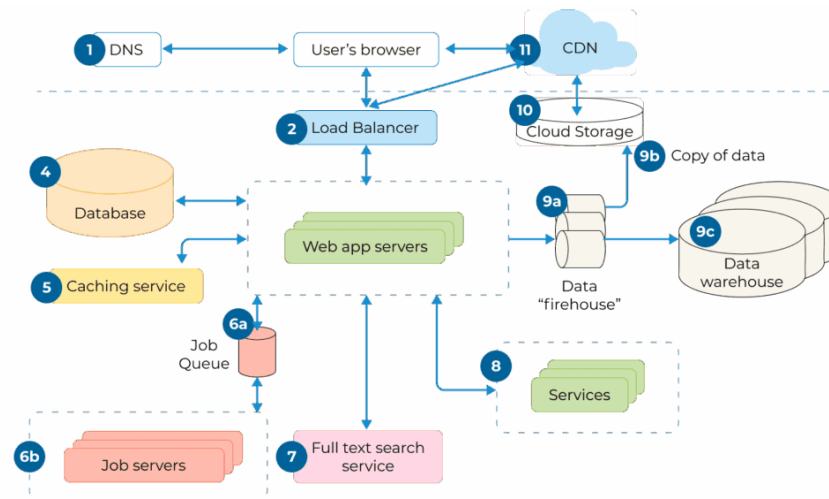 1 DNS
User's browser
11 CDN
2 Load Balancer
10
Cloud Storage
9b Copy of data
4
Database
9a
9c
Web app servers
Data
warehouse
5 Caching service
Data
"firehouse"
6a
Job
Queue
8
Services
6b
Job servers
7
Full text search
service